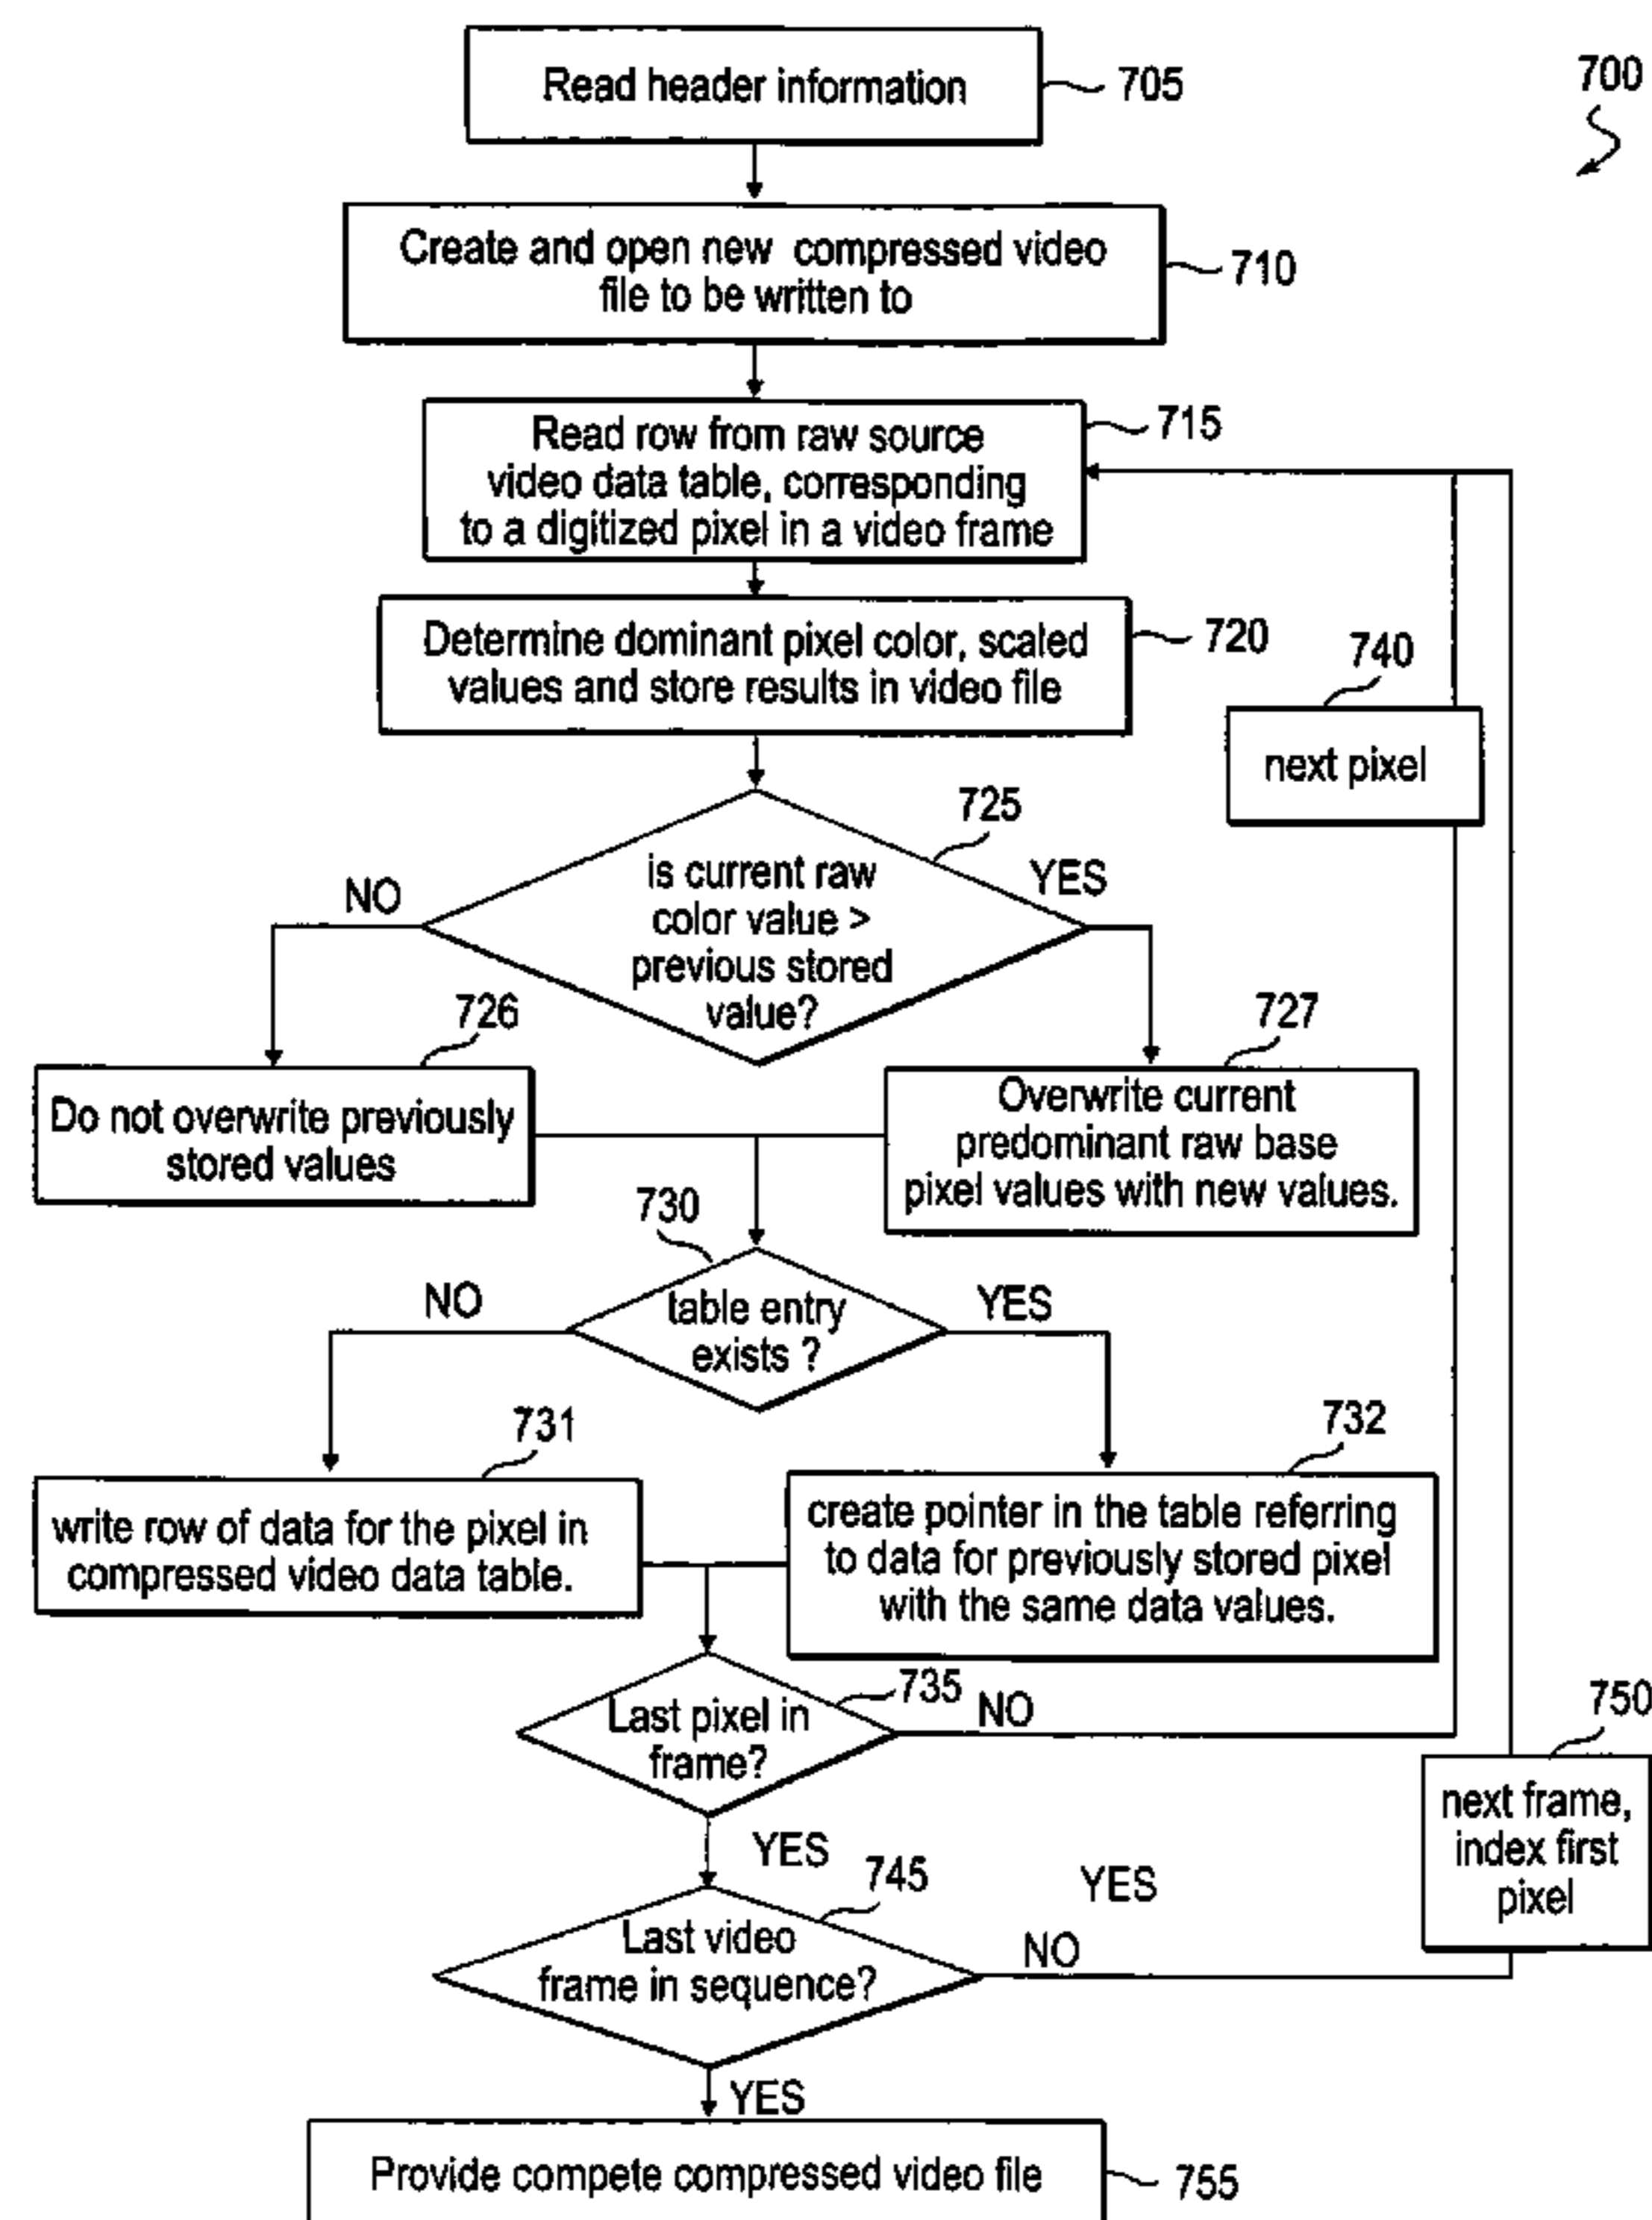 Read header information
705
700
Create and open new compressed video
file to be written to
710
Read row from raw source
video data table, corresponding
to a digitized pixel in a video frame
715
Determine dominant pixel color, scaled
values and store results in video file
720
740
next pixel
725
is current raw
color value >
previous stored
value?
NO
YES
726
Do not overwrite previously
stored values
727
Overwrite current
predominant raw base
pixel values with new values.
730
table entry
exists ?
NO
YES
731
write row of data for the pixel in
compressed video data table.
732
create pointer in the table referring
to data for previously stored pixel
with the same data values.
735
Last pixel in
frame?
NO
YES
750
next frame,
index first
pixel
745
Last video
frame in sequence?
YES
NO
YES
Provide compete compressed video file
755